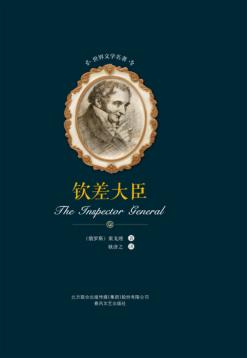 世界文学名著
钦差大臣
The Inspector General
（俄罗斯）果戈理 著
耿济之 译
北方联合出版传媒（集团）股份有限公司
春风文艺出版社